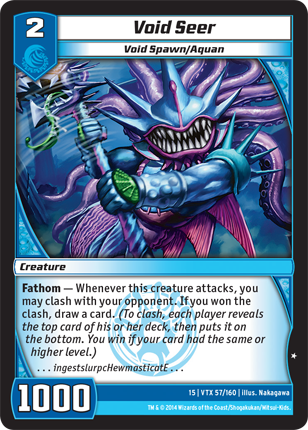 2
Void Seer
Void Spawn/Aquan
Creature
Fathom — Whenever this creature attacks, you
may clash with your opponent. If you won the
clash, draw a card. (To clash, each player reveals
the top card of his or her deck, then puts it on
the bottom. You win if your card had the same or
higher level.)
. . . ingestslurpcHewmasticatE . . .
1000
15 | VTX 57/160 | illus. Nakagawa
TM & © 2014 Wizards of the Coast/Shogakukan/Mitsui-Kids.